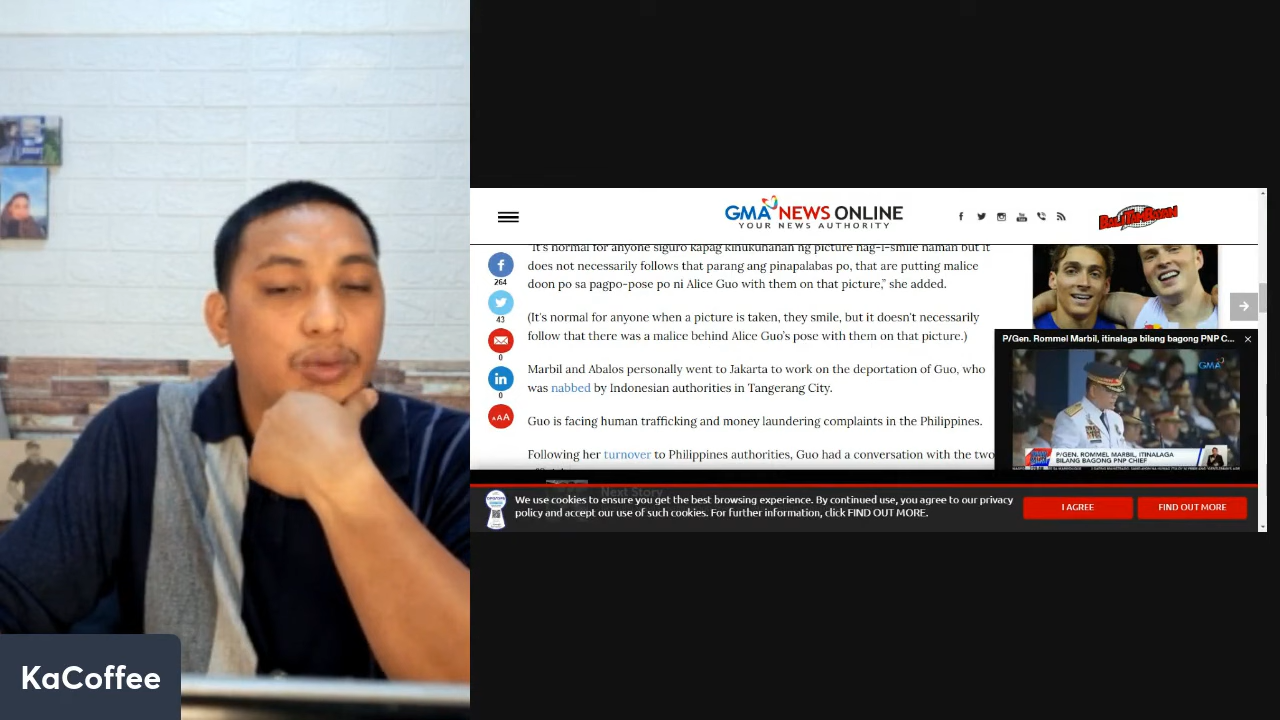 GMA NEWS ONLINE
YOUR NEWS AUTHORITY
BALITAMBAYAN
"It's normal for anyone siguro kapag kinukuhanan ng picture nag-i-smile naman but it
does not necessarily follows that parang ang pinapalabas po, that are putting malice
doon po sa pagpo-pose po ni Alice Guo with them on that picture," she added.
(It's normal for anyone when a picture is taken, they smile, but it doesn't necessarily
follow that there was a malice behind Alice Guo's pose with them on that picture.)
Marbil and Abalos personally went to Jakarta to work on the deportation of Guo, who
was nabbed by Indonesian authorities in Tangerang City.
Guo is facing human trafficking and money laundering complaints in the Philippines.
Following her turnover to Philippines authorities, Guo had a conversation with the two
264
43
0
0
AAA
P/Gen. Rommel Marbil, itinalaga bilang bagong PNP C...
GMA
P/GEN. ROMMEL MARBIL, ITINALAGA
BILANG BAGONG PNP CHIEF
Next Story
We use cookies to ensure you get the best browsing experience. By continued use, you agree to our privacy
policy and accept our use of such cookies. For further information, click FIND OUT MORE.
I AGREE
FIND OUT MORE
KaCoffee